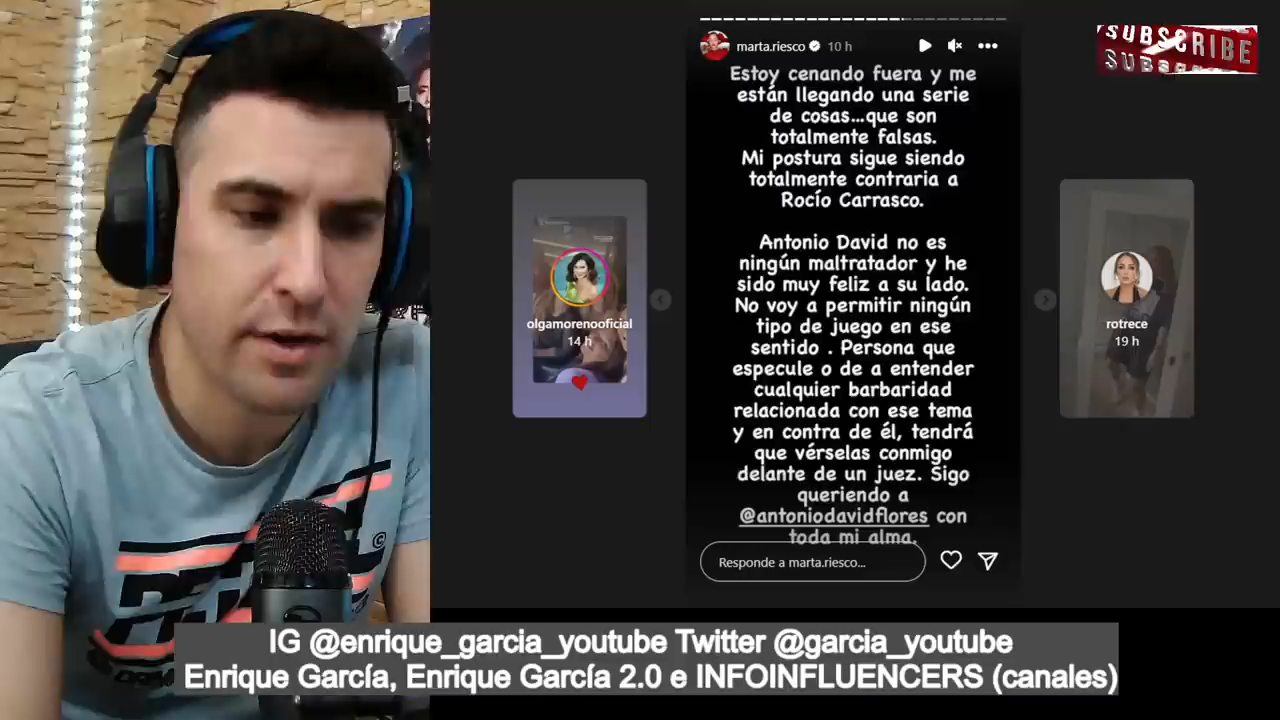 SUBSCRIBE
SUBSCRIBE
marta.riesco 10 h
Estoy cenando fuera y me
están llegando una serie
de cosas...que son
totalmente falsas.
Mi postura sigue siendo
totalmente contraria a
Rocío Carrasco.
Antonio David no es
ningún maltratador y he
sido muy feliz a su lado.
No voy a permitir ningún
tipo de juego en ese
sentido . Persona que
especule o de a entender
cualquier barbaridad
relacionada con ese tema
y en contra de él, tendrá
que vérselas conmigo
delante de un juez. Sigo
queriendo a
@antoniodavidflores con
toda mi alma.
Responde a marta.riesco...
olgamorenooficial
14 h
rotrece
19 h
IG @enrique_garcia_youtube Twitter @garcia_youtube
Enrique García, Enrique García 2.0 e INFOINFLUENCERS (canales)